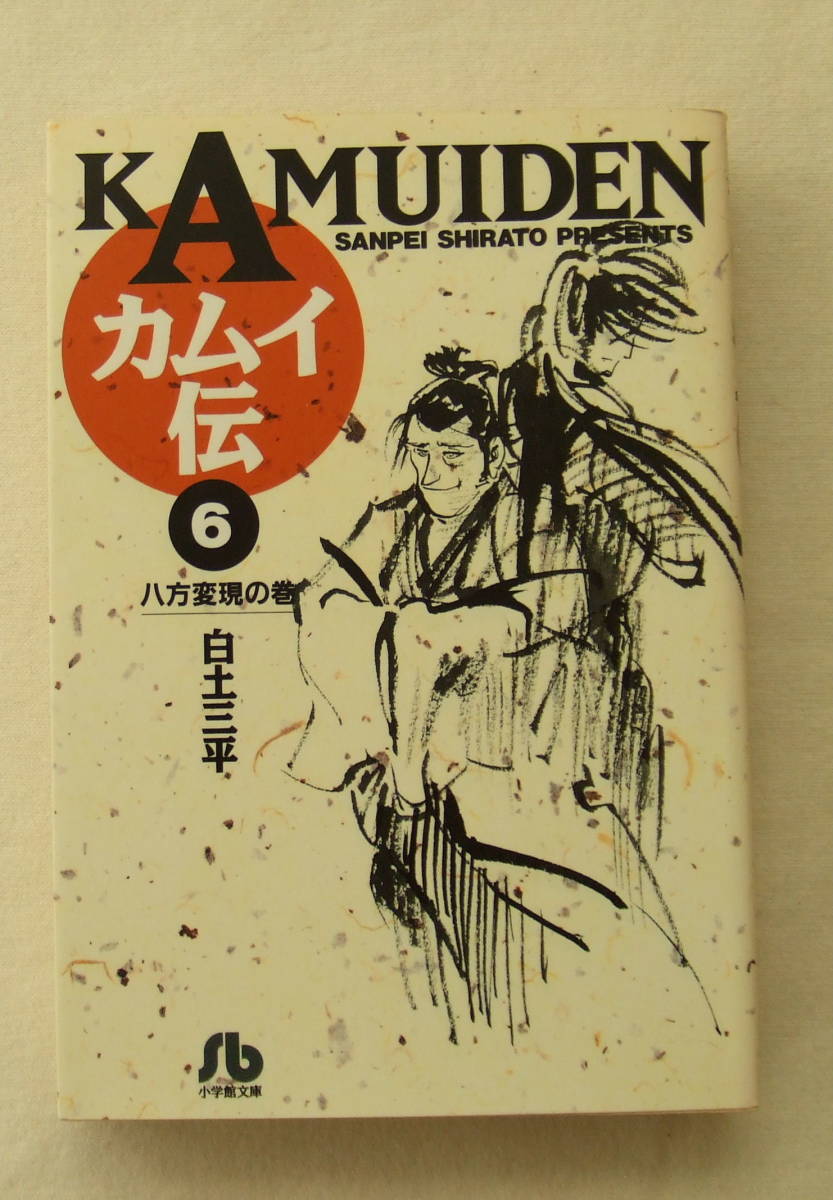 KAMUIDEN
SANPEI SHIRATO PRESENTS
カムイ
伝
6
八方変現の巻
白土三平
Sb
小学館文庫